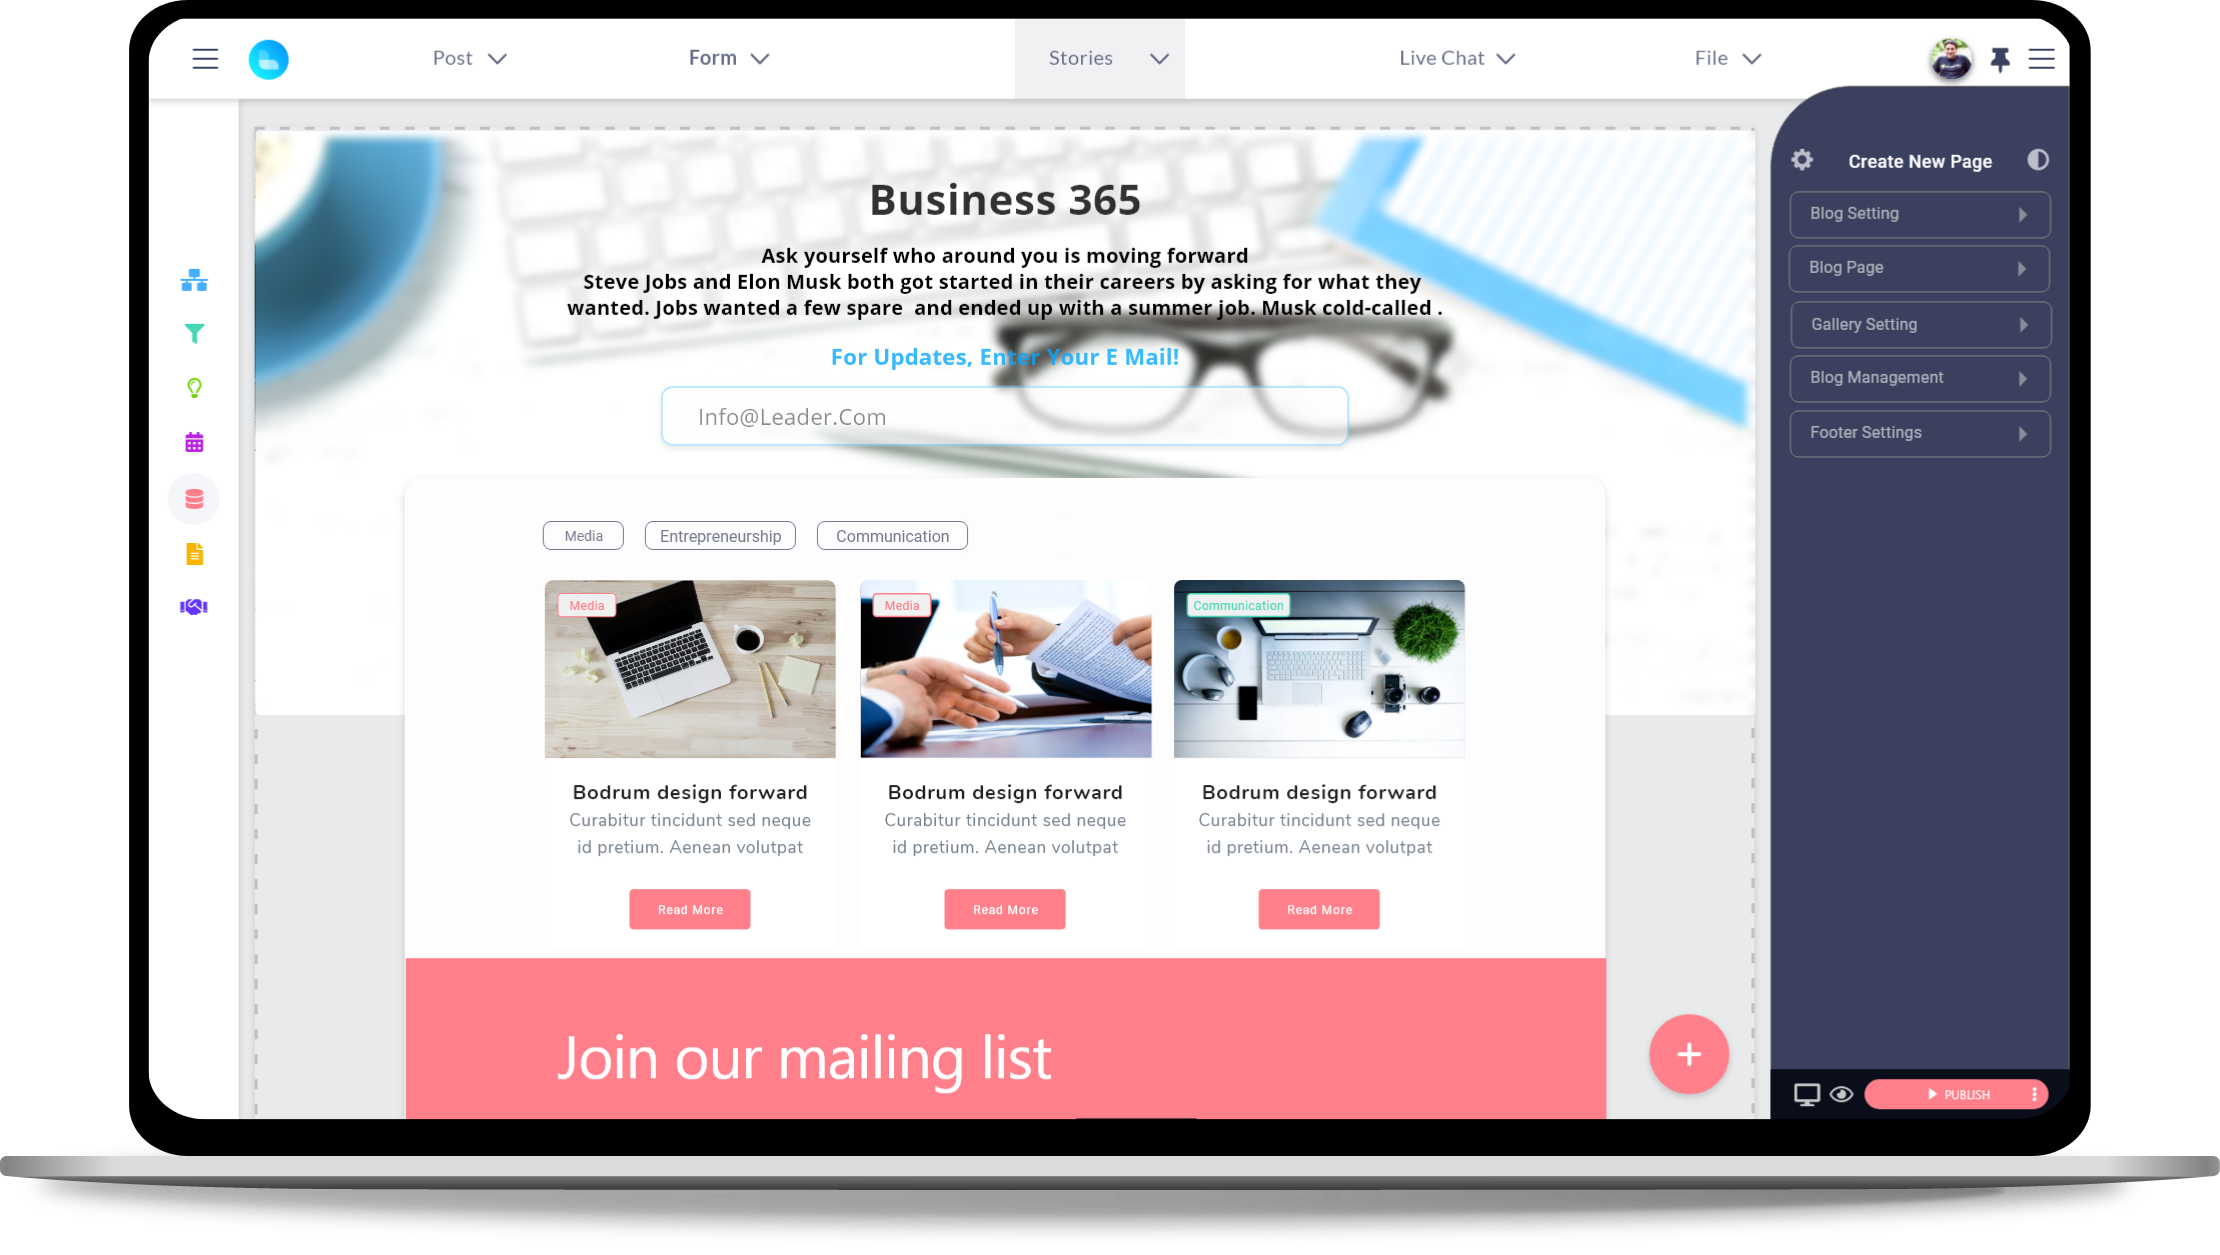 Post
Form
Stories
Live Chat
File
Business 365
Ask yourself who around you is moving forward
Steve Jobs and Elon Musk both got started in their careers by asking for what they
wanted. Jobs wanted a few spare  and ended up with a summer job. Musk cold-called .
For Updates, Enter Your E Mail!
Info@Leader.Com
Media
Entrepreneurship
Communication
Media
Media
Communication
Bodrum design forward
Curabitur tincidunt sed neque
id pretium. Aenean volutpat
Read More
Bodrum design forward
Curabitur tincidunt sed neque
id pretium. Aenean volutpat
Read More
Bodrum design forward
Curabitur tincidunt sed neque
id pretium. Aenean volutpat
Read More
Join our mailing list
Create New Page
Blog Setting
Blog Page
Gallery Setting
Blog Management
Footer Settings
PUBLISH